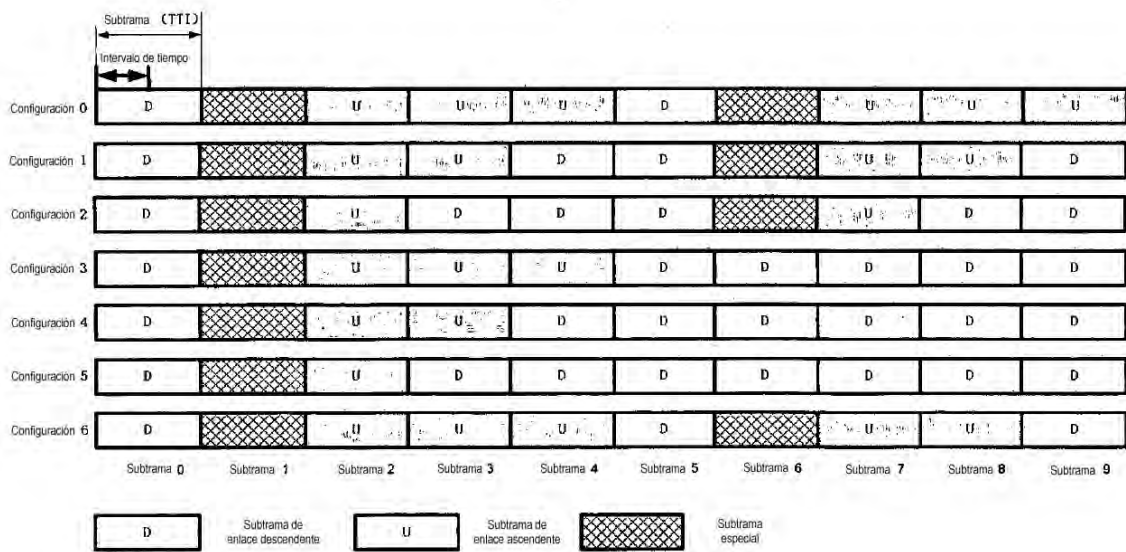 Subtrama (TTI)
Intervalo de tiempo
Configuración 0 D U U U D U U U
Configuración 1 D U U D D U U D
Configuración 2 D U D D D U D D
Configuración 3 D U U U D D D D D
Configuración 4 D U U D D D D D D
Configuración 5 D U D D D D D D D
Configuración 6 D U U U D U U D
Subtrama 0 Subtrama 1 Subtrama 2 Subtrama 3 Subtrama 4 Subtrama 5 Subtrama 6 Subtrama 7 Subtrama 8 Subtrama 9
D Subtrama de enlace descendente U Subtrama de enlace ascendente Subtrama especial